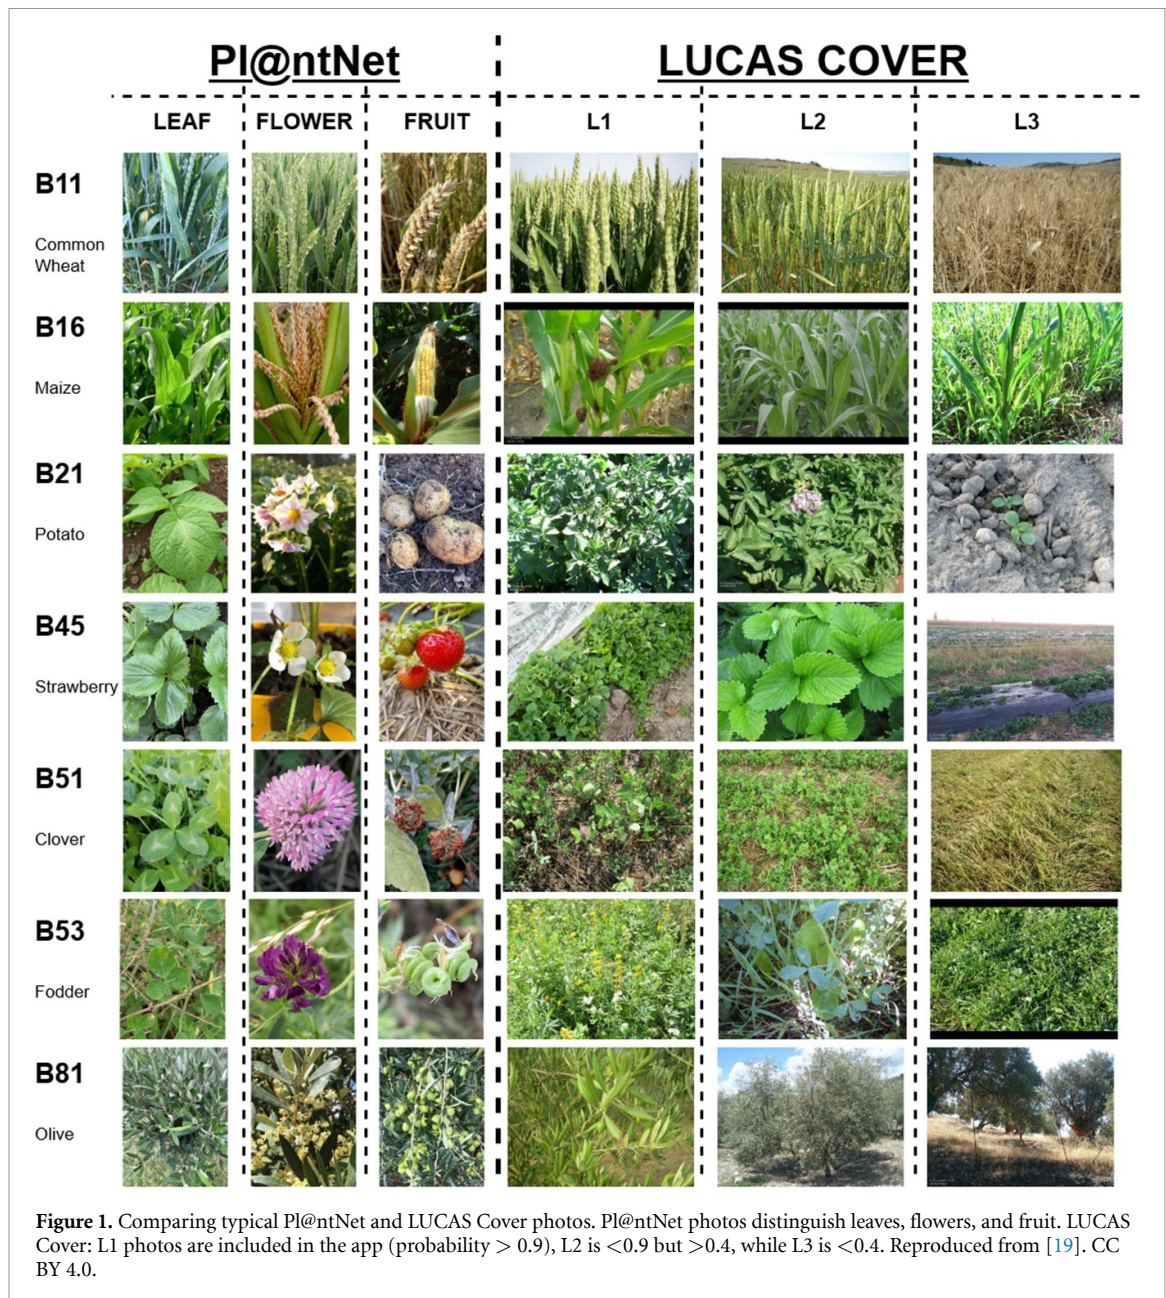 Pl@ntNet
LUCAS COVER
LEAF
FLOWER
FRUIT
L1
L2
L3
B11
Common
Wheat
B16
Maize
B21
Potato
B45
Strawberry
B51
Clover
B53
Fodder
B81
Olive
Figure 1. Comparing typical Pl@ntNet and LUCAS Cover photos. Pl@ntNet photos distinguish leaves, flowers, and fruit. LUCAS
Cover: L1 photos are included in the app (probability > 0.9), L2 is <0.9 but >0.4, while L3 is <0.4. Reproduced from [19]. CC
BY 4.0.